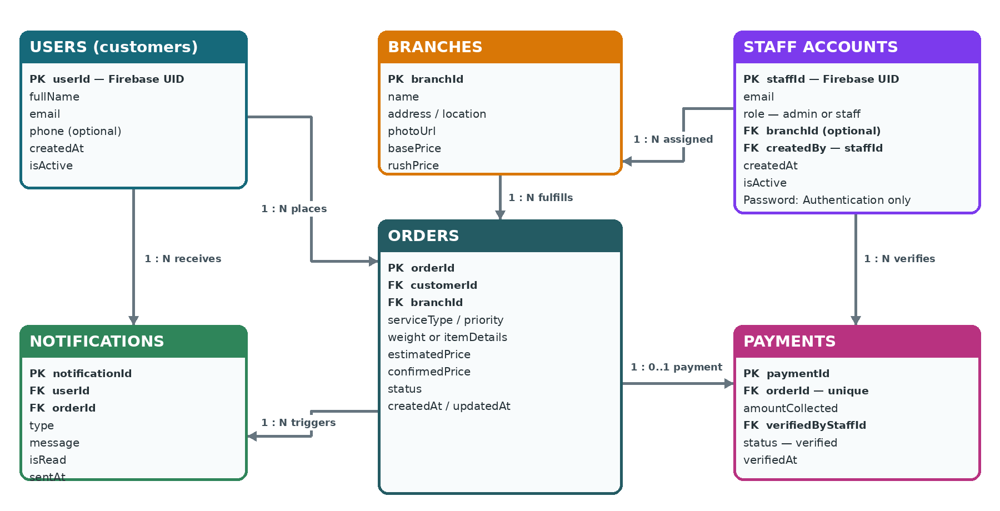 USERS (customers)
PK userId — Firebase UID
fullName
email
phone (optional)
createdAt
isActive
BRANCHES
PK branchId
name
address / location
photoUrl
basePrice
rushPrice
STAFF ACCOUNTS
PK staffId — Firebase UID
email
role — admin or staff
FK branchId (optional)
FK createdBy — staffId
createdAt
isActive
Password: Authentication only
1 : N assigned
1 : N fulfills
1 : N places
1 : N receives
1 : N verifies
ORDERS
PK orderId
FK customerId
FK branchId
serviceType / priority
weight or itemDetails
estimatedPrice
confirmedPrice
status
createdAt / updatedAt
1 : N triggers
1 : 0..1 payment
NOTIFICATIONS
PK notificationId
FK userId
FK orderId
type
message
isRead
sentAt
PAYMENTS
PK paymentId
FK orderId — unique
amountCollected
FK verifiedByStaffId
status — verified
verifiedAt